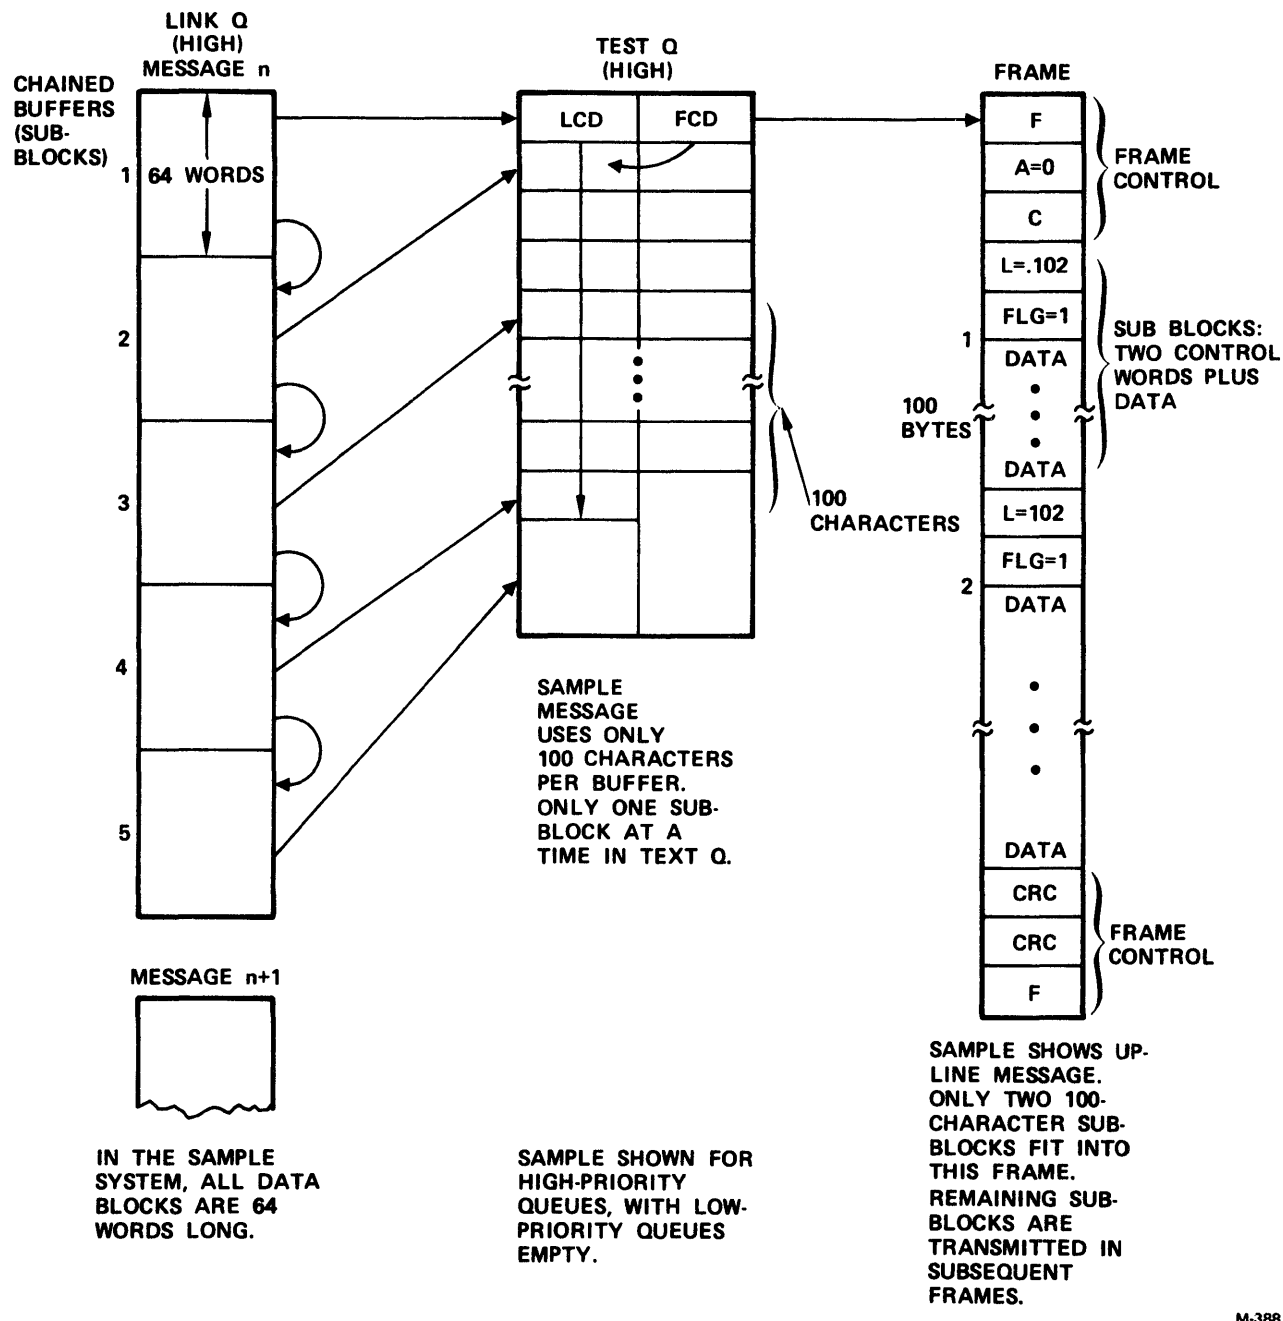 LINK Q
(HIGH)
MESSAGE n
CHAINED
BUFFERS
(SUB-
BLOCKS)
1
64 WORDS
2
3
4
5
MESSAGE n+1
IN THE SAMPLE
SYSTEM, ALL DATA
BLOCKS ARE 64
WORDS LONG.
TEST Q
(HIGH)
LCD
FCD
100
CHARACTERS
SAMPLE
MESSAGE
USES ONLY
100 CHARACTERS
PER BUFFER.
ONLY ONE SUB-
BLOCK AT A
TIME IN TEXT Q.
SAMPLE SHOWN FOR
HIGH-PRIORITY
QUEUES, WITH LOW-
PRIORITY QUEUES
EMPTY.
FRAME
F
A=0
C
FRAME
CONTROL
L=.102
FLG=1
1
DATA
100
BYTES
DATA
SUB BLOCKS:
TWO CONTROL
WORDS PLUS
DATA
L=102
FLG=1
2
DATA
DATA
CRC
CRC
F
FRAME
CONTROL
SAMPLE SHOWS UP-
LINE MESSAGE.
ONLY TWO 100-
CHARACTER SUB-
BLOCKS FIT INTO
THIS FRAME.
REMAINING SUB-
BLOCKS ARE
TRANSMITTED IN
SUBSEQUENT
FRAMES.
M-388